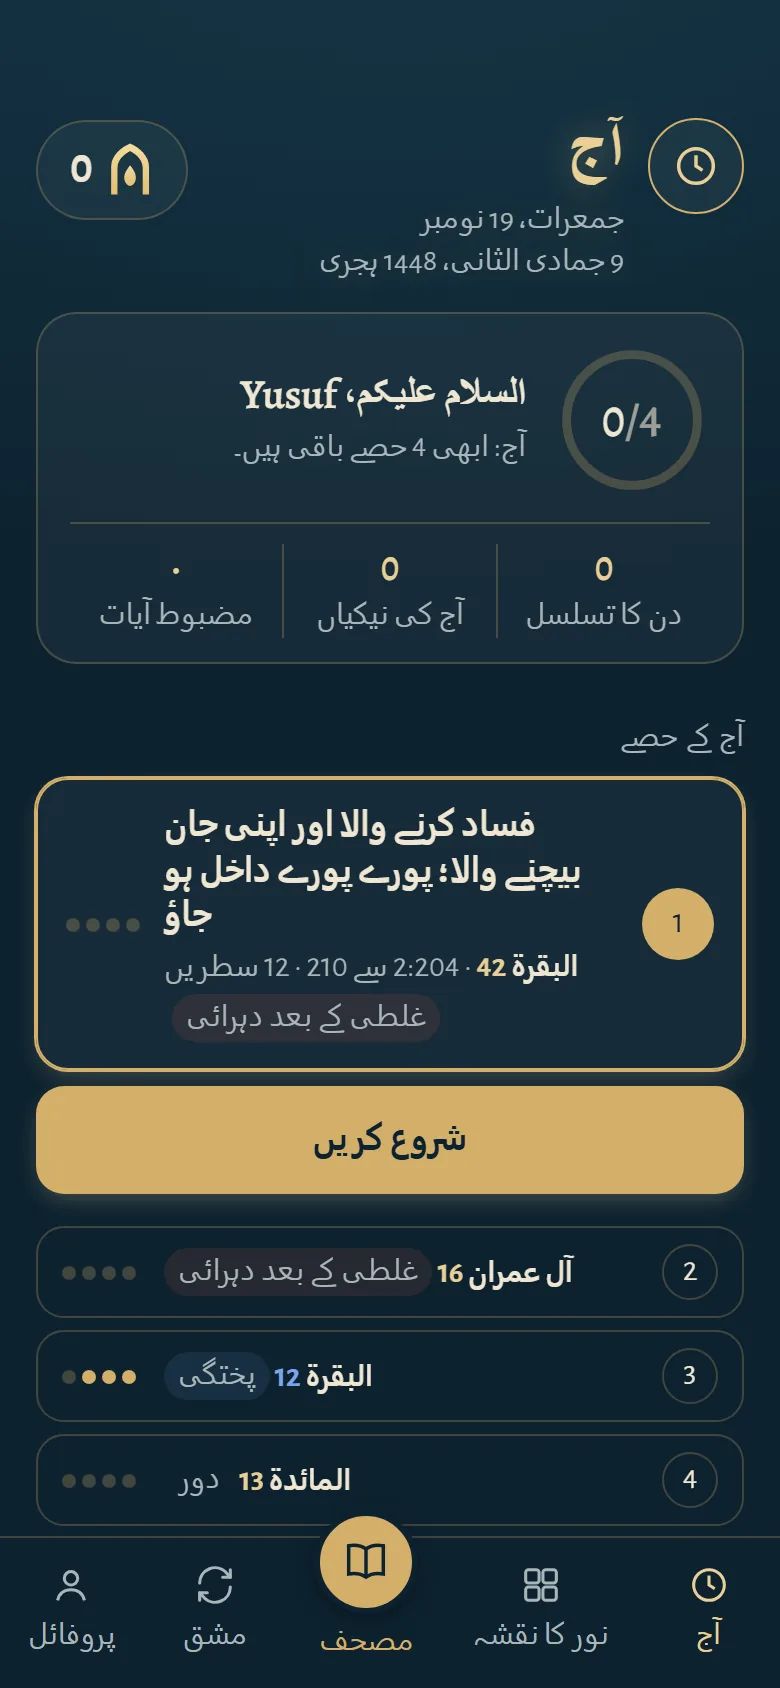 آج
0
جمعرات، 19 نومبر
9 جمادی الثانی، 1448 ہجری
السلام علیکم، Yusuf
0/4
آج: ابھی 4 حصے باقی ہیں۔
0
0
·
دن کا تسلسل
آج کی نیکیاں
مضبوط آیات
آج کے حصے
1
فساد کرنے والا اور اپنی جان
بیچنے والا؛ پورے پورے داخل ہو
جاؤ
البقرة 42 · 2:204 سے 210 · 12 سطریں
غلطی کے بعد دہرائی
شروع کریں
2 آل عمران 16 غلطی کے بعد دہرائی
3 البقرة 12 پختگی
4 المائدة 13 دور
آج
نور کا نقشہ
مصحف
مشق
پروفائل